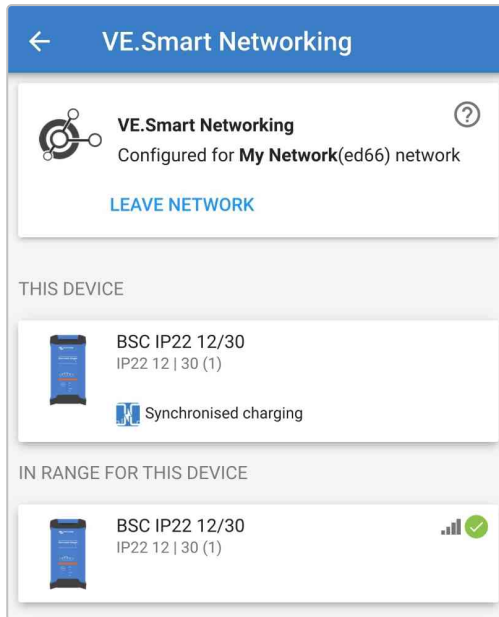 VE.Smart Networking
VE.Smart Networking
Configured for My Network(ed66) network
LEAVE NETWORK
THIS DEVICE
BSC IP22 12/30
IP22 12 | 30 (1)
Synchronised charging
IN RANGE FOR THIS DEVICE
BSC IP22 12/30
IP22 12 | 30 (1)